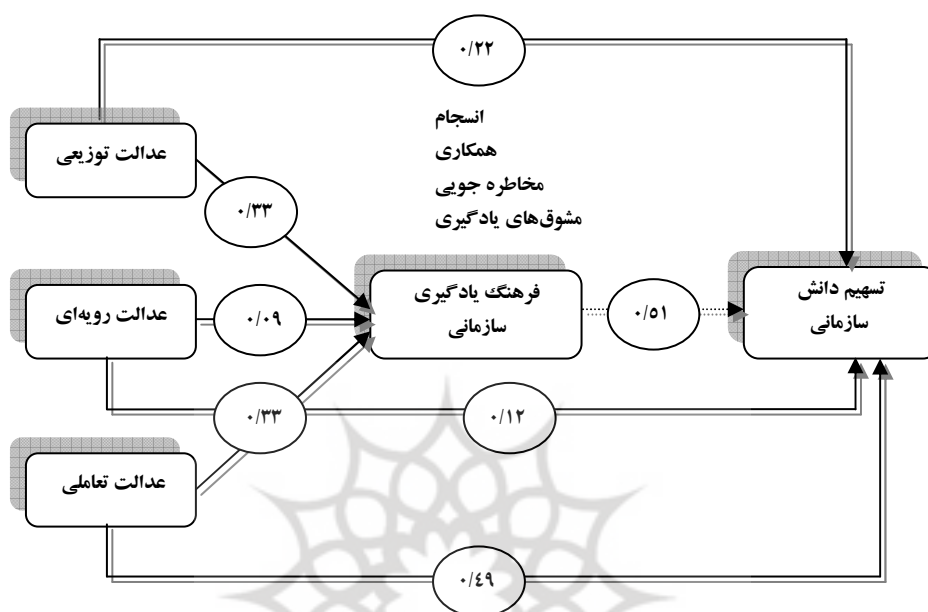 ۰/۲۲
انسجام
همکاری
مخاطره جویی
مشوق‌های یادگیری
عدالت توزیعی
۰/۳۳
تسهیم دانش
سازمانی
فرهنگ یادگیری
سازمانی
عدالت رویه‌ای
۰/۰۹
۰/۵۱
۰/۳۳
۰/۱۲
عدالت تعاملی
۰/۴۹